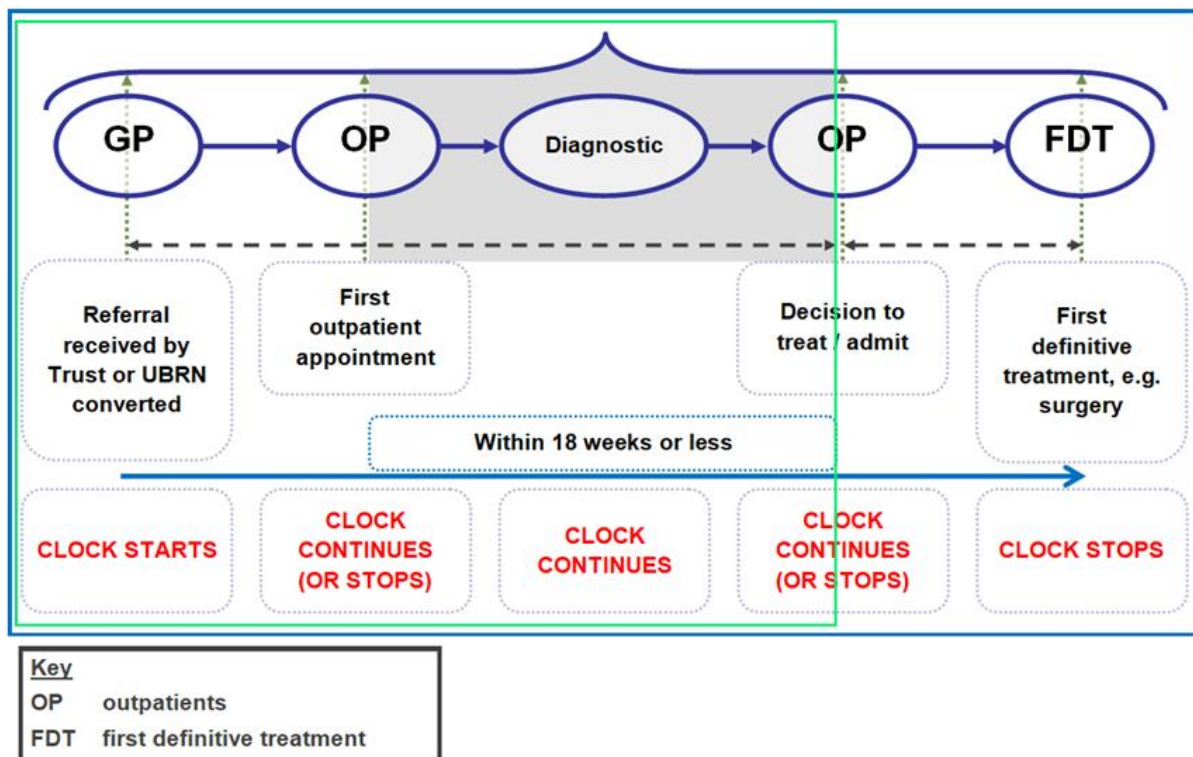 GP
OP
Diagnostic
OP
FDT
Referral
received by
Trust or UBRN
converted
First
outpatient
appointment
Decision to
treat / admit
First
definitive
treatment, e.g.
surgery
Within 18 weeks or less
CLOCK STARTS
CLOCK
CONTINUES
(OR STOPS)
CLOCK
CONTINUES
CLOCK
CONTINUES
(OR STOPS)
CLOCK STOPS
Key
OP outpatients
FDT first definitive treatment